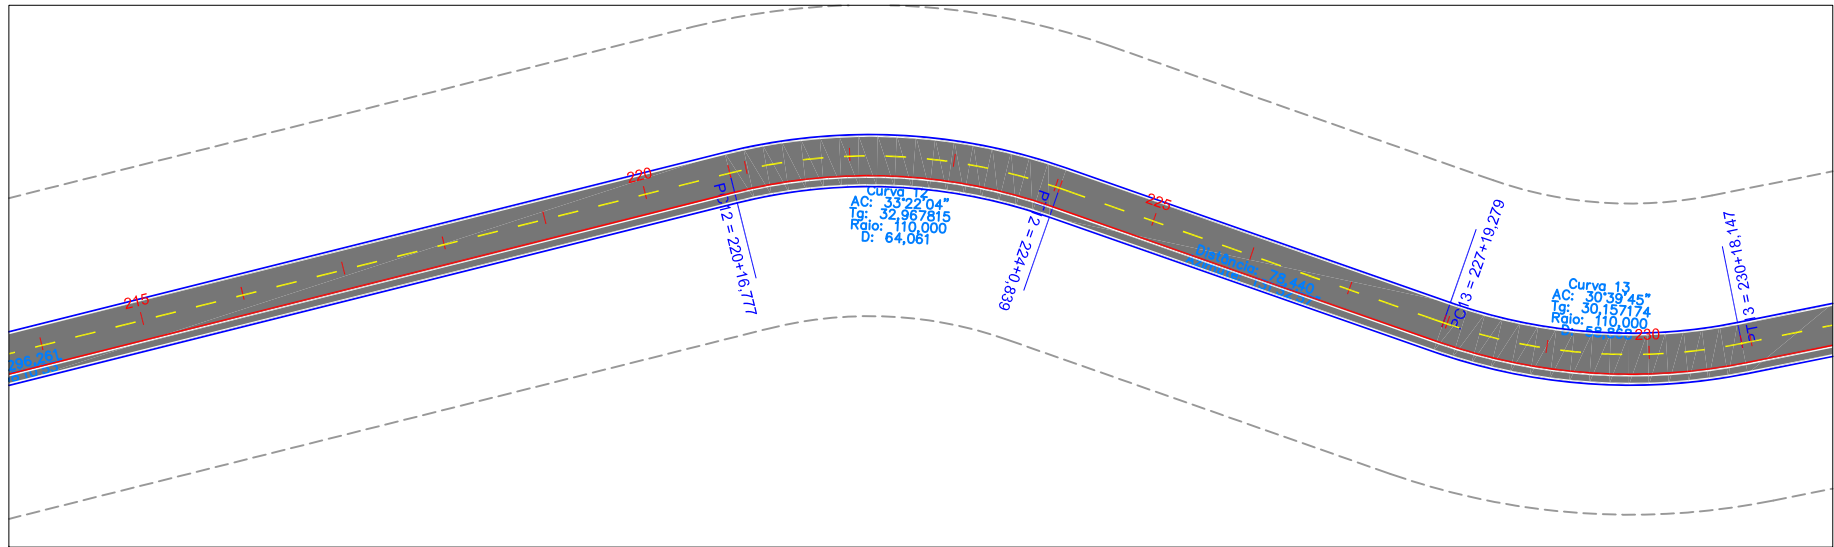 215
220
796,261
PC12 = 220+16,777
Curva 12
AC: 33°22'04"
Tg: 32,967815
Raio: 110,000
D: 64,061
= 224+0,839
225
Distância: 78,440
PC13 = 227+19,279
Curva 13
AC: 30°39'45"
Tg: 30,157174
Raio: 110,000
230
PT13 = 230+18,147